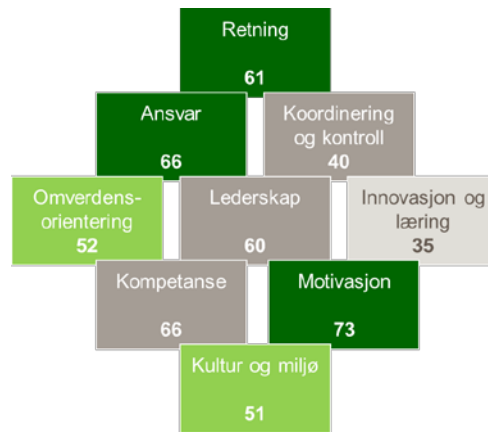 Retning
61
Ansvar
66
Koordinering
og kontroll
40
Omverdens-
orientering
52
Lederskap
60
Innovasjon og
læring
35
Kompetanse
66
Motivasjon
73
Kultur og miljø
51